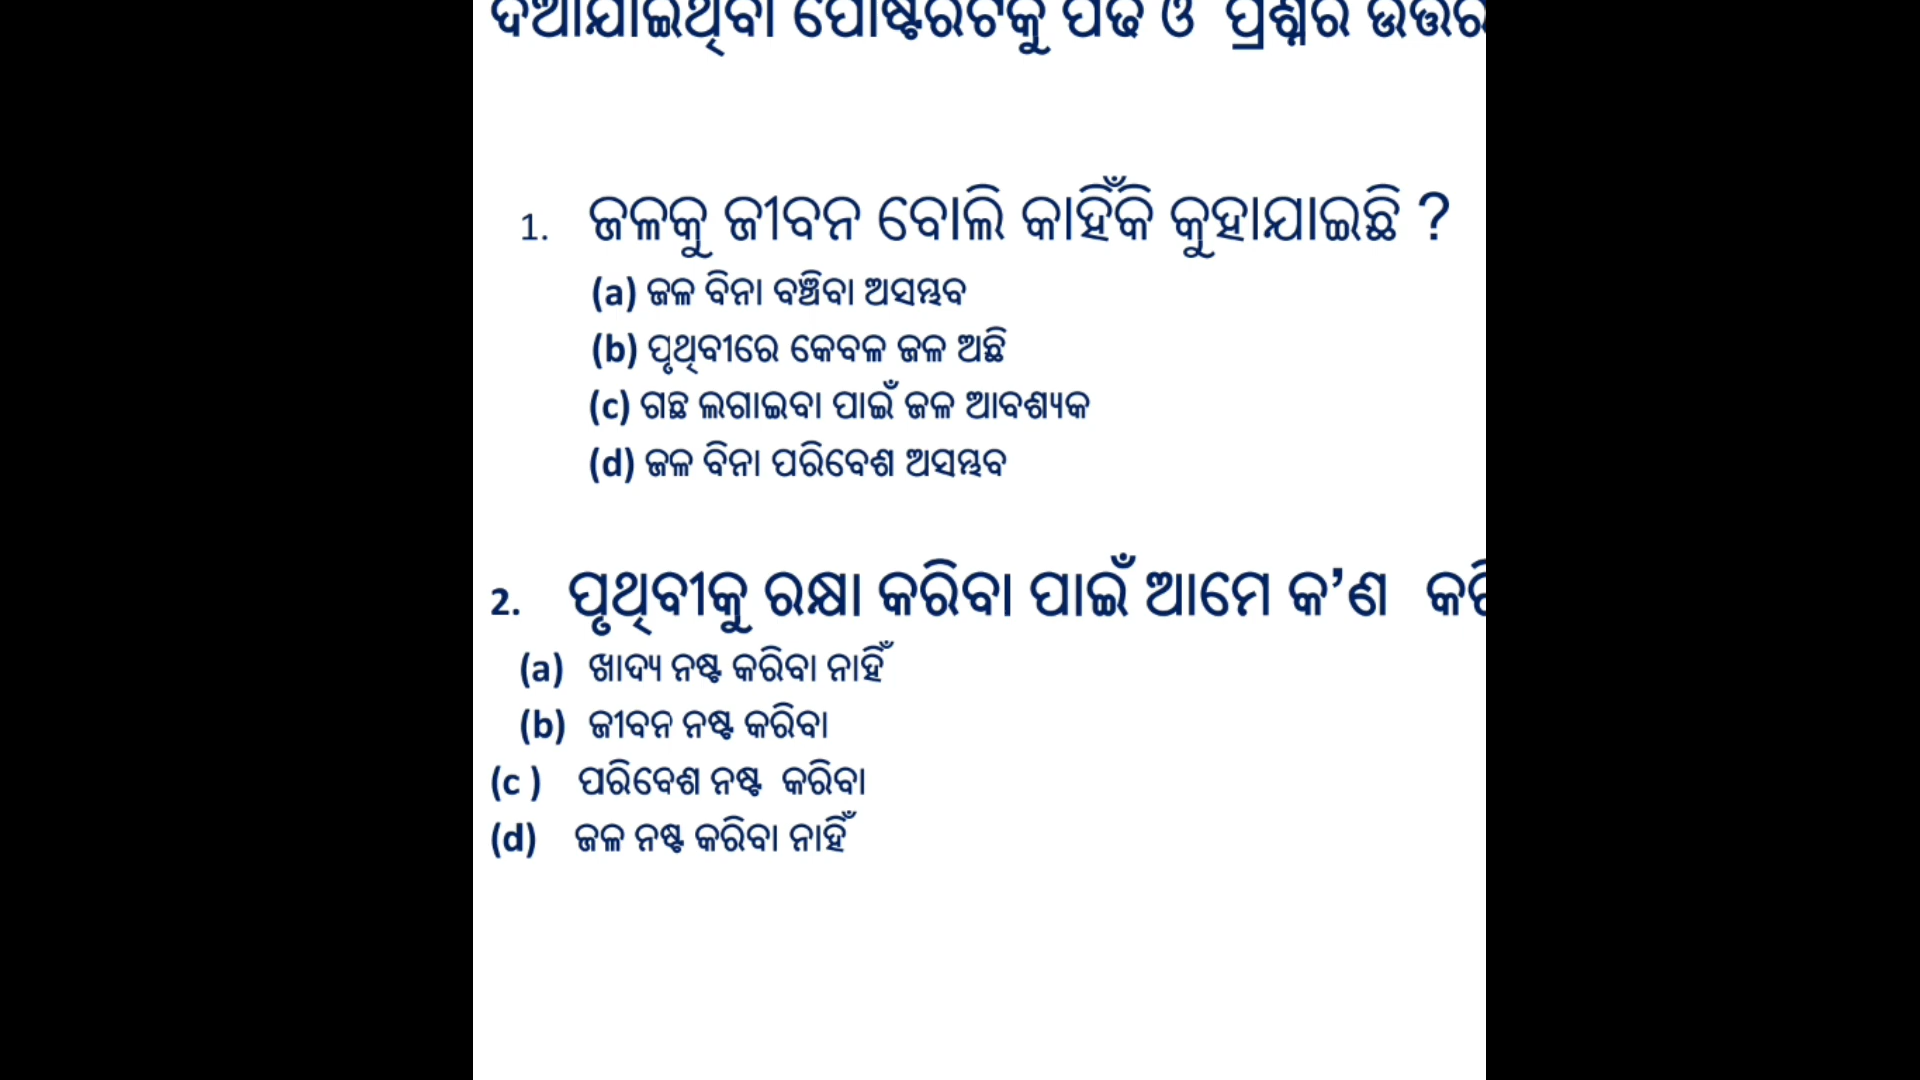 ଦିଆଯାଇଥିବା ପୋଷ୍ଟରଟିକୁ ପଢ ଓ ପ୍ରଶ୍ନର ଉତ୍ତର
1. ଜଳକୁ ଜୀବନ ବୋଲି କାହିଁକି କୁହାଯାଇଛି ?
(a) ଜଳ ବିନା ବଞ୍ଚିବା ଅସମ୍ଭବ
(b) ପୃଥିବୀରେ କେବଳ ଜଳ ଅଛି
(c) ଗଛ ଲଗାଇବା ପାଇଁ ଜଳ ଆବଶ୍ୟକ
(d) ଜଳ ବିନା ପରିବେଶ ଅସମ୍ଭବ
2. ପୃଥିବୀକୁ ରକ୍ଷା କରିବା ପାଇଁ ଆମେ କ’ଣ
(a) ଖାଦ୍ୟ ନଷ୍ଟ କରିବା ନାହିଁ
(b) ଜୀବନ ନଷ୍ଟ କରିବା
(c ) ପରିବେଶ ନଷ୍ଟ କରିବା
(d) ଜଳ ନଷ୍ଟ କରିବା ନାହିଁ